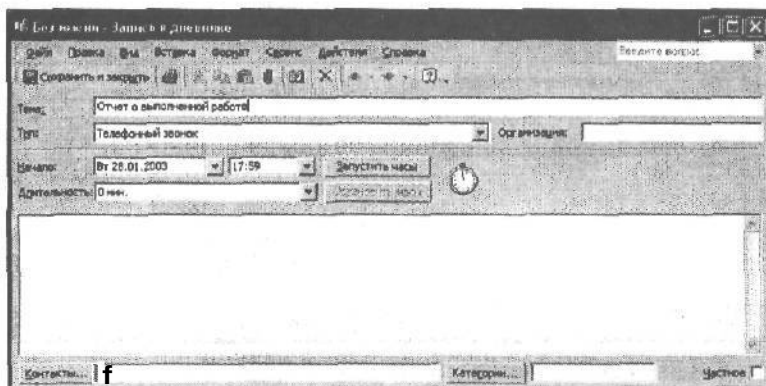 Без имени - Запись в дневнике
Файл Правка Вид Вставка Формат Сервис Действия Справка
Введите вопрос
Сохранить и закрыть
Тема: Отчет о выполненной работе
Тип: Телефонный звонок Организация:
Начало: Вт 28.01.2003 17:59 Запустить часы
Длительность: 0 мин. Остановить часы
Контакты... f Категории... Частное